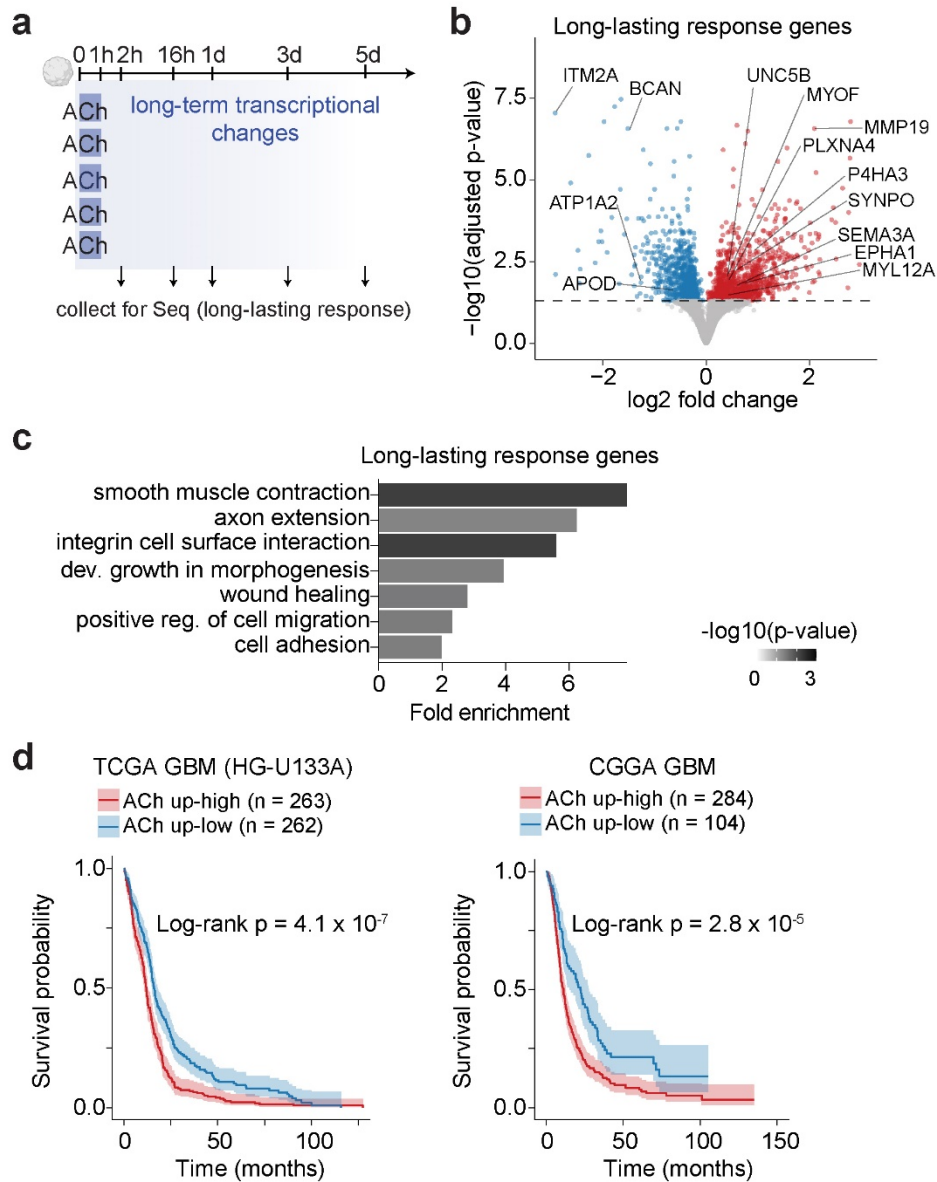 a
0 1h 2h 16h 1d 3d 5d
ACh
long-term transcriptional
changes
ACh
ACh
ACh
ACh
collect for Seq (long-lasting response)
b
Long-lasting response genes
ITM2A
BCAN
UNC5B
MYOF
MMP19
PLXNA4
P4HA3
SYNPO
ATP1A2
SEMA3A
EPHA1
MYL12A
APOD
7.5
5.0
2.5
0.0
−log10(adjusted p-value)
−2 0 2
log2 fold change
c
Long-lasting response genes
smooth muscle contraction
axon extension
integrin cell surface interaction
dev. growth in morphogenesis
wound healing
positive reg. of cell migration
cell adhesion
0 2 4 6
Fold enrichment
-log10(p-value)
0 3
d
TCGA GBM (HG-U133A)
ACh up-high (n = 263)
ACh up-low (n = 262)
Log-rank p = 4.1 x 10⁻⁷
1.0
0.5
0.0
Survival probability
0 50 100
Time (months)
CGGA GBM
ACh up-high (n = 284)
ACh up-low (n = 104)
Log-rank p = 2.8 x 10⁻⁵
1.0
0.5
0.0
Survival probability
0 50 100 150
Time (months)